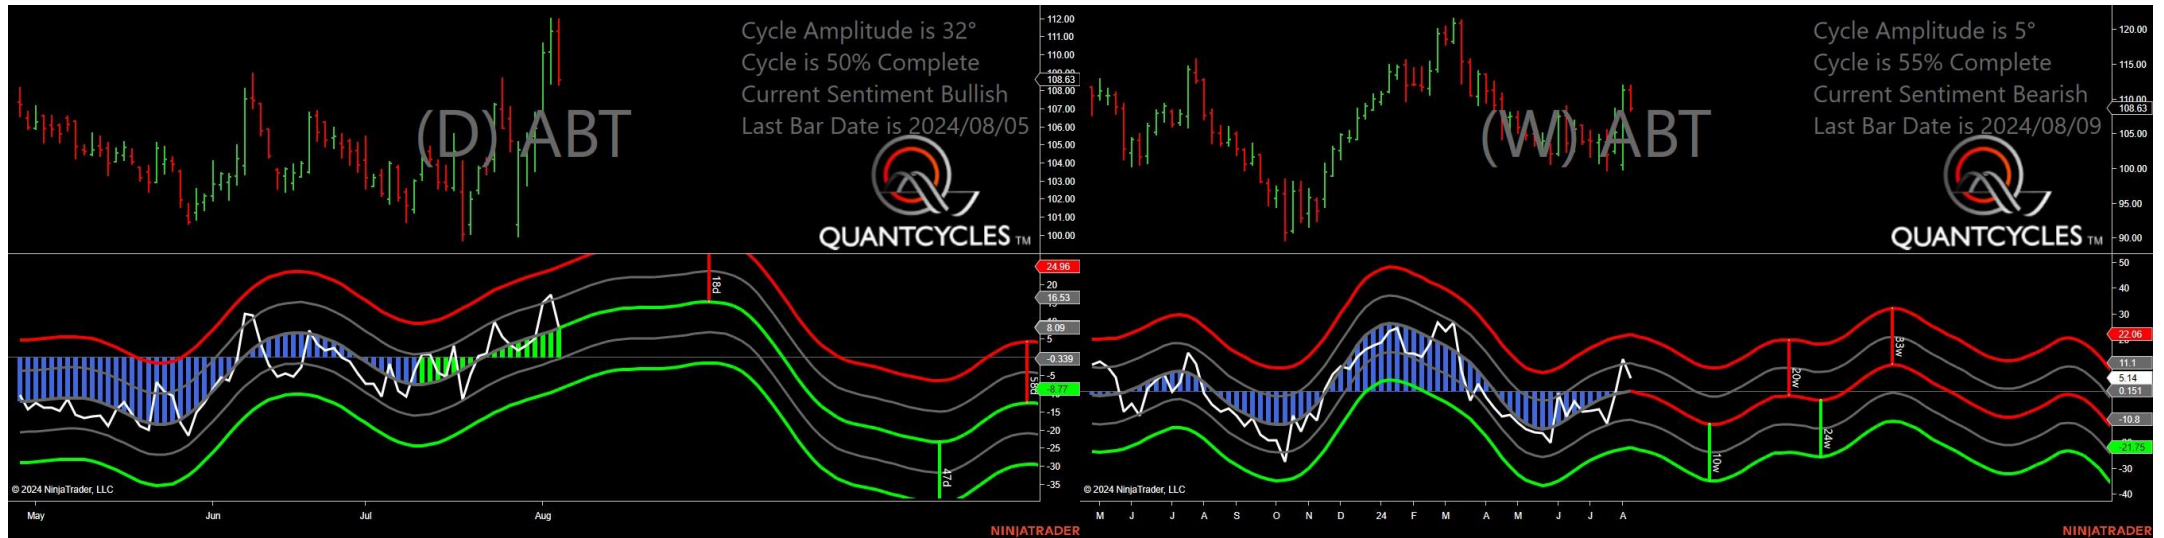 Cycle Amplitude is 32°
Cycle is 50% Complete
Current Sentiment Bullish
Last Bar Date is 2024/08/05
(D) ABT
QUANTCYCLES TM
112.00
111.00
110.00
109.00
108.63
108.00
107.00
106.00
105.00
104.00
103.00
102.00
101.00
100.00
24.96
20
16.53
8.09
5
-0.339
-5
-8.77
-15
-20
-25
-30
-35
18d
47d
58d
© 2024 NinjaTrader, LLC
May Jun Jul Aug
NINJATRADER
Cycle Amplitude is 5°
Cycle is 55% Complete
Current Sentiment Bearish
Last Bar Date is 2024/08/09
(W) ABT
QUANTCYCLES TM
120.00
115.00
110.00
108.63
105.00
100.00
95.00
90.00
50
40
30
22.06
11.1
5.14
0.151
-10.8
-21.75
-30
-40
10w
20w
24w
33w
© 2024 NinjaTrader, LLC
M J J A S O N D 24 F M A M J J A
NINJATRADER